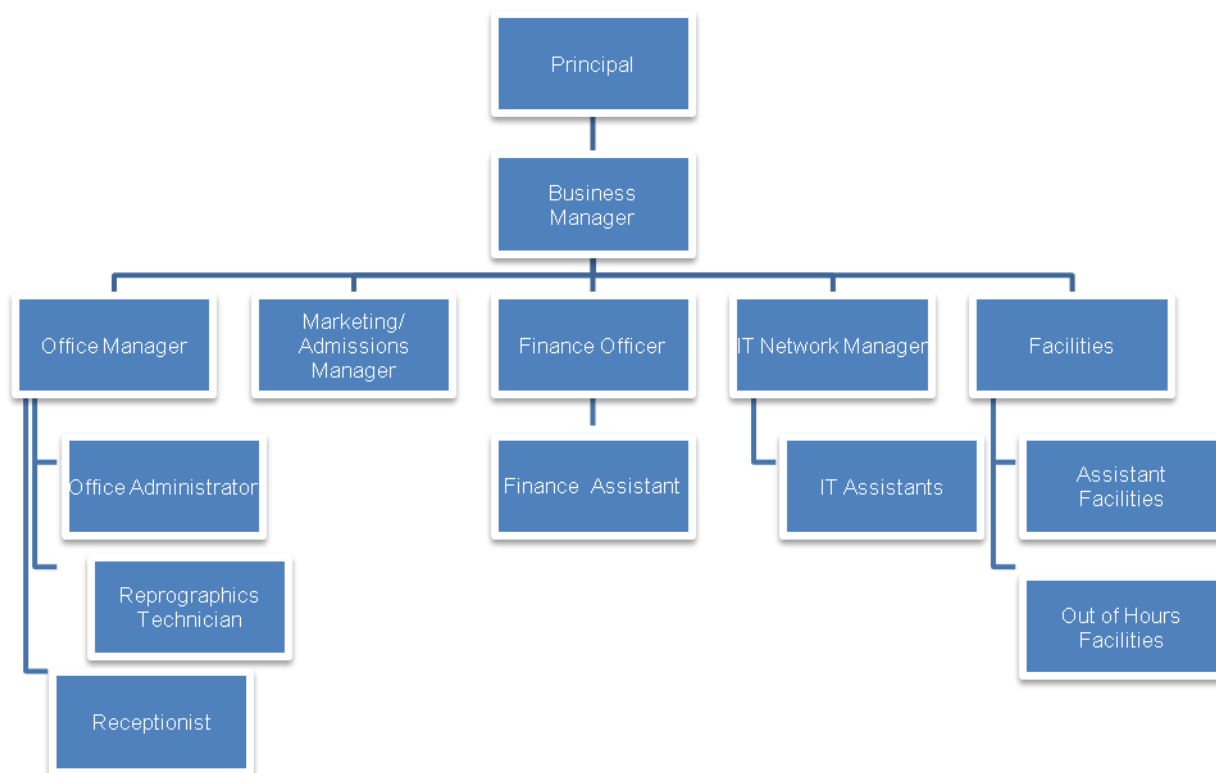 Principal
Business
Manager
Office Manager
Marketing/
Admissions
Manager
Finance Officer
IT Network Manager
Facilities
Office Administrator
Finance Assistant
IT Assistants
Assistant
Facilities
Reprographics
Technician
Out of Hours
Facilities
Receptionist